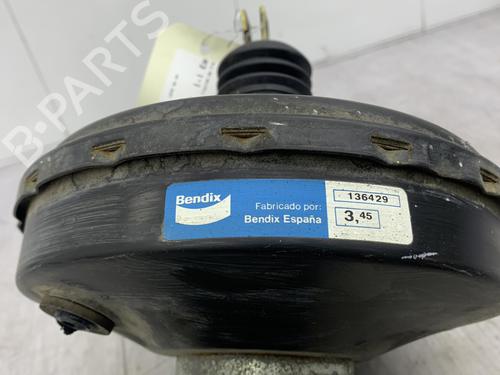 B-PARTS
Bendix
Fabricado por:
Bendix España
136429
3,45